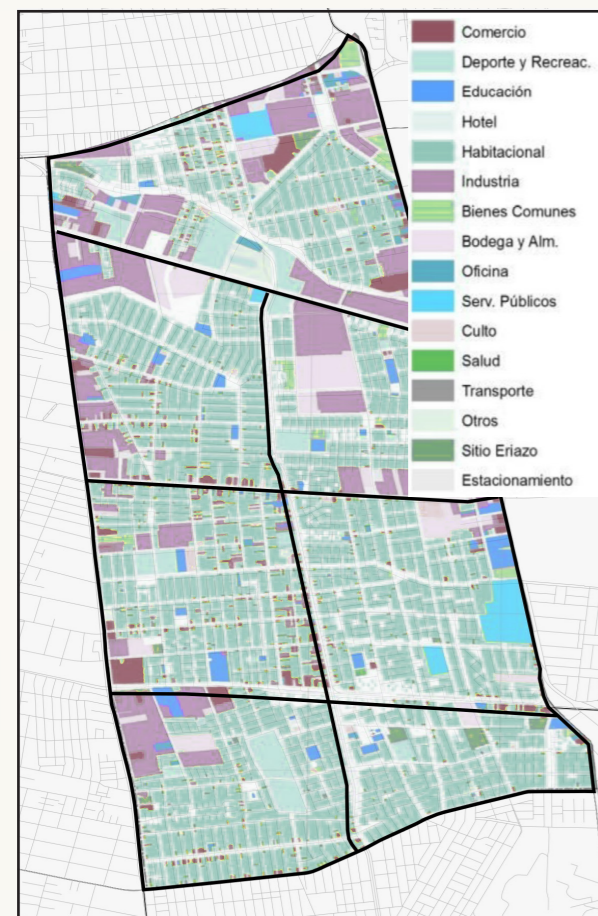 Comercio
Deporte y Recreac.
Educación
Hotel
Habitacional
Industria
Bienes Comunes
Bodega y Alm.
Oficina
Serv. Públicos
Culto
Salud
Transporte
Otros
Sitio Eriazo
Estacionamiento